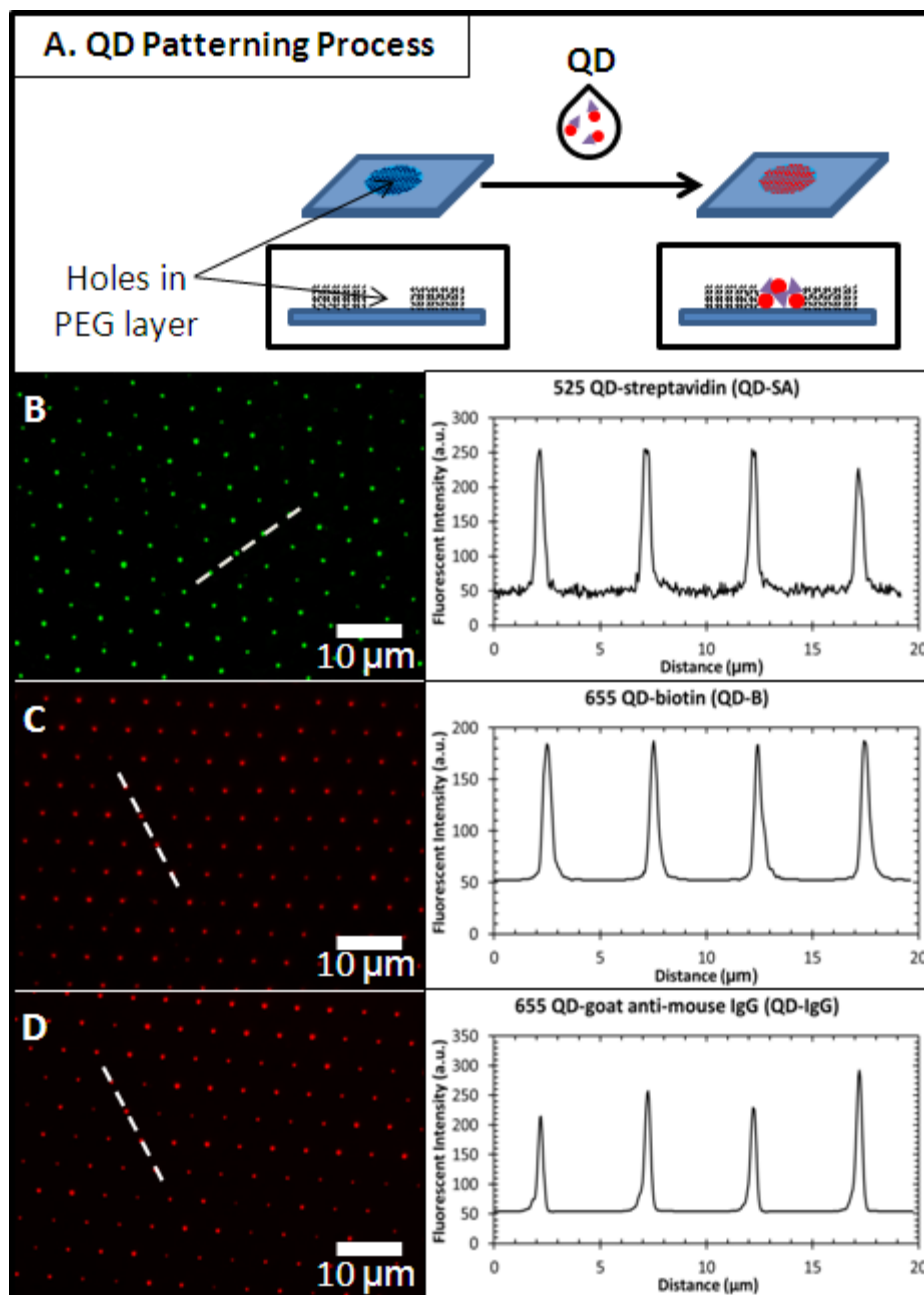 A. QD Patterning Process
QD
Holes in
PEG layer
B
10 µm
525 QD-streptavidin (QD-SA)
Fluorescent Intensity (a.u.)
300
250
200
150
100
50
0
0 5 10 15 20
Distance (µm)
C
10 µm
655 QD-biotin (QD-B)
Fluorescent Intensity (a.u.)
200
150
100
50
0
0 5 10 15 20
Distance (µm)
D
10 µm
655 QD-goat anti-mouse IgG (QD-IgG)
Fluorescent Intensity (a.u.)
350
300
250
200
150
100
50
0
0 5 10 15 20
Distance (µm)